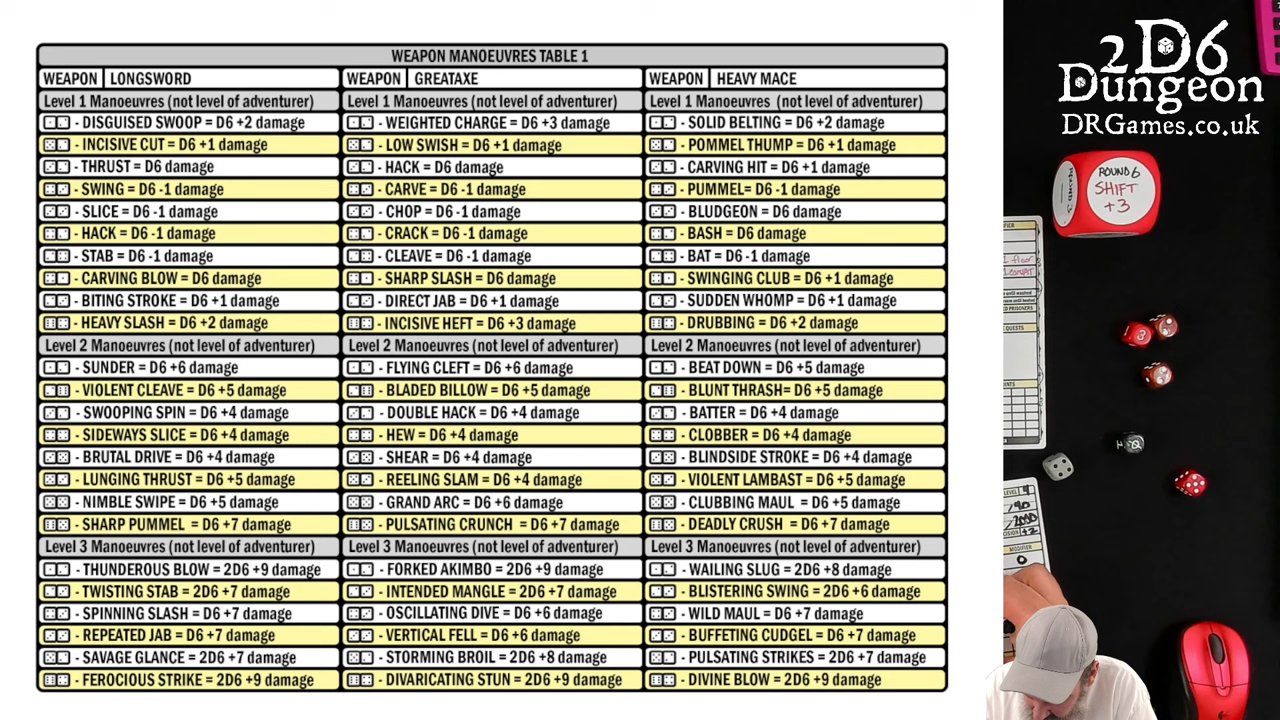 WEAPON MANOEUVRES TABLE 1
WEAPON LONGSWORD
Level 1 Manoeuvres (not level of adventurer)
- DISGUISED SWOOP = D6 +2 damage
- INCISIVE CUT = D6 +1 damage
- THRUST = D6 damage
- SWING = D6 -1 damage
- SLICE = D6 -1 damage
- HACK = D6 -1 damage
- STAB = D6 -1 damage
- CARVING BLOW = D6 damage
- BITING STROKE = D6 +1 damage
- HEAVY SLASH = D6 +2 damage
Level 2 Manoeuvres (not level of adventurer)
- SUNDER = D6 +6 damage
- VIOLENT CLEAVE = D6 +5 damage
- SWOOPING SPIN = D6 +4 damage
- SIDEWAYS SLICE = D6 +4 damage
- BRUTAL DRIVE = D6 +4 damage
- LUNGING THRUST = D6 +5 damage
- NIMBLE SWIPE = D6 +5 damage
- SHARP PUMMEL = D6 +7 damage
Level 3 Manoeuvres (not level of adventurer)
- THUNDEROUS BLOW = 2D6 +9 damage
- TWISTING STAB = 2D6 +7 damage
- SPINNING SLASH = D6 +7 damage
- REPEATED JAB = D6 +7 damage
- SAVAGE GLANCE = 2D6 +7 damage
- FEROCIOUS STRIKE = 2D6 +9 damage
WEAPON GREATAXE
Level 1 Manoeuvres (not level of adventurer)
- WEIGHTED CHARGE = D6 +3 damage
- LOW SWISH = D6 +1 damage
- HACK = D6 damage
- CARVE = D6 -1 damage
- CHOP = D6 -1 damage
- CRACK = D6 -1 damage
- CLEAVE = D6 -1 damage
- SHARP SLASH = D6 damage
- DIRECT JAB = D6 +1 damage
- INCISIVE HEFT = D6 +3 damage
Level 2 Manoeuvres (not level of adventurer)
- FLYING CLEFT = D6 +6 damage
- BLADED BILLOW = D6 +5 damage
- DOUBLE HACK = D6 +4 damage
- HEW = D6 +4 damage
- SHEAR = D6 +4 damage
- REELING SLAM = D6 +4 damage
- GRAND ARC = D6 +6 damage
- PULSATING CRUNCH = D6 +7 damage
Level 3 Manoeuvres (not level of adventurer)
- FORKED AKIMBO = 2D6 +9 damage
- INTENDED MANGLE = 2D6 +7 damage
- OSCILLATING DIVE = D6 +6 damage
- VERTICAL FELL = D6 +6 damage
- STORMING BROIL = 2D6 +8 damage
- DIVARICATING STUN = 2D6 +9 damage
WEAPON HEAVY MACE
Level 1 Manoeuvres (not level of adventurer)
- SOLID BELTING = D6 +2 damage
- POMMEL THUMP = D6 +1 damage
- CARVING HIT = D6 +1 damage
- PUMMEL= D6 -1 damage
- BLUDGEON = D6 damage
- BASH = D6 damage
- BAT = D6 -1 damage
- SWINGING CLUB = D6 +1 damage
- SUDDEN WHOMP = D6 +1 damage
- DRUBBING = D6 +2 damage
Level 2 Manoeuvres (not level of adventurer)
- BEAT DOWN = D6 +5 damage
- BLUNT THRASH= D6 +5 damage
- BATTER = D6 +4 damage
- CLOBBER = D6 +4 damage
- BLINDSIDE STROKE = D6 +4 damage
- VIOLENT LAMBAST = D6 +5 damage
- CLUBBING MAUL = D6 +5 damage
- DEADLY CRUSH = D6 +7 damage
Level 3 Manoeuvres (not level of adventurer)
- WAILING SLUG = 2D6 +8 damage
- BLISTERING SWING = 2D6 +6 damage
- WILD MAUL = D6 +7 damage
- BUFFETING CUDGEL = D6 +7 damage
- PULSATING STRIKES = 2D6 +7 damage
- DIVINE BLOW = 2D6 +9 damage
2D6
Dungeon
DRGames.co.uk
ROUND 6
SHIFT
+3
floor
QUESTS
LEVEL 4
MODIFIER
0